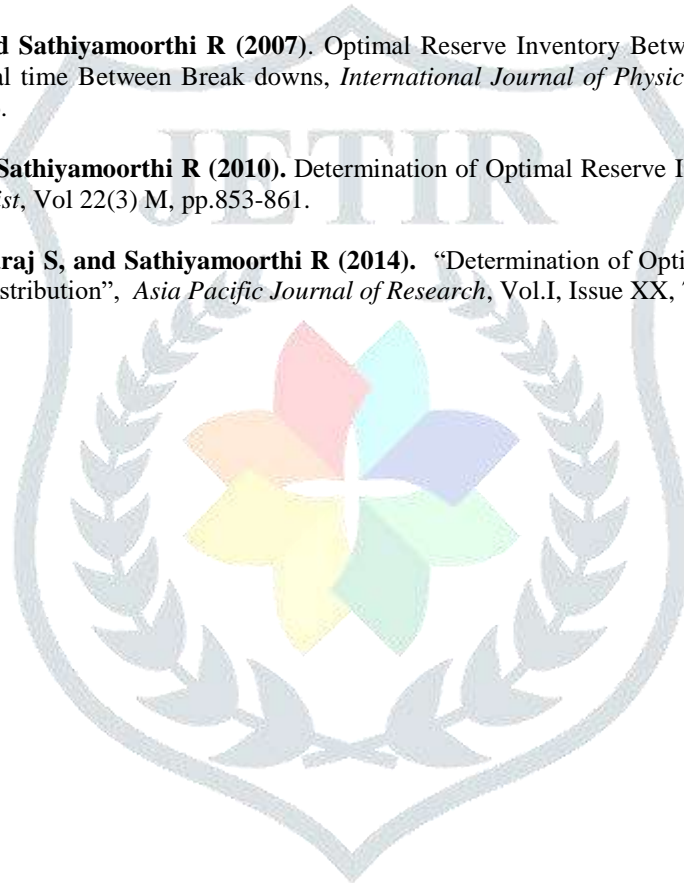 d Sathiyamoorthi R (2007). Optimal Reserve Inventory Betw
al time Between Break downs, International Journal of Physic
.
Sathiyamoorthi R (2010). Determination of Optimal Reserve I
ist, Vol 22(3) M, pp.853-861.
JETIR
raj S, and Sathiyamoorthi R (2014). “Determination of Opti
stribution”, Asia Pacific Journal of Research, Vol.I, Issue XX,